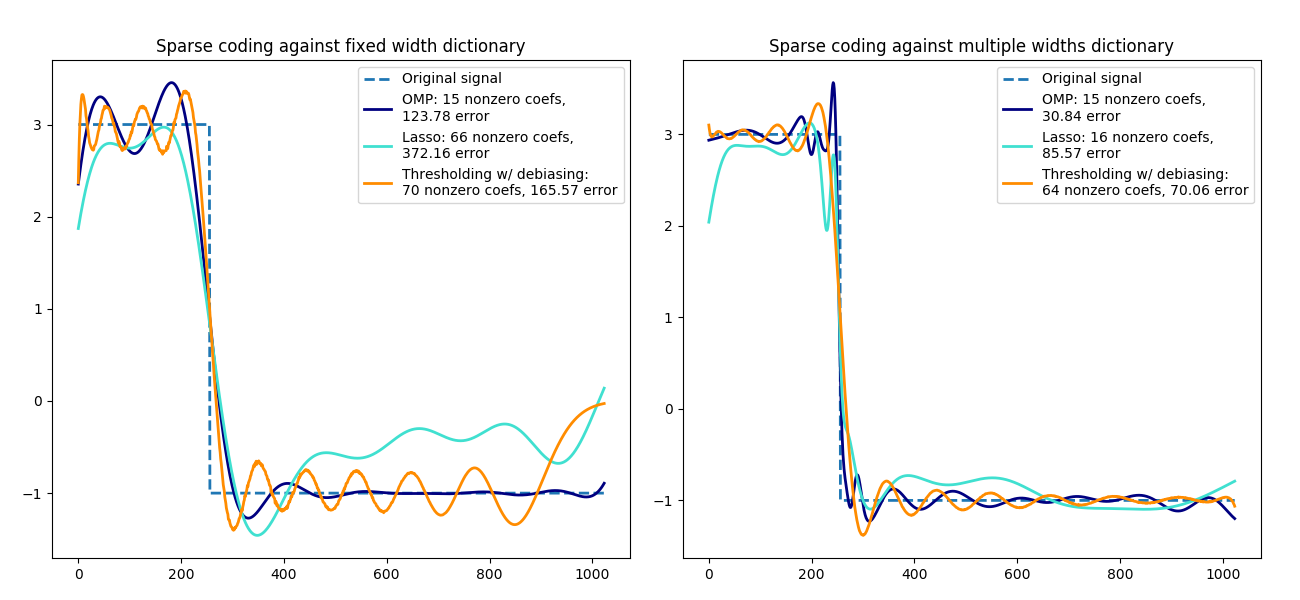 Sparse coding against fixed width dictionary
Original signal
OMP: 15 nonzero coefs,
123.78 error
Lasso: 66 nonzero coefs,
372.16 error
Thresholding w/ debiasing:
70 nonzero coefs, 165.57 error
3
2
1
0
−1
0
200
400
600
800
1000
Sparse coding against multiple widths dictionary
Original signal
OMP: 15 nonzero coefs,
30.84 error
Lasso: 16 nonzero coefs,
85.57 error
Thresholding w/ debiasing:
64 nonzero coefs, 70.06 error
3
2
1
0
−1
0
200
400
600
800
1000